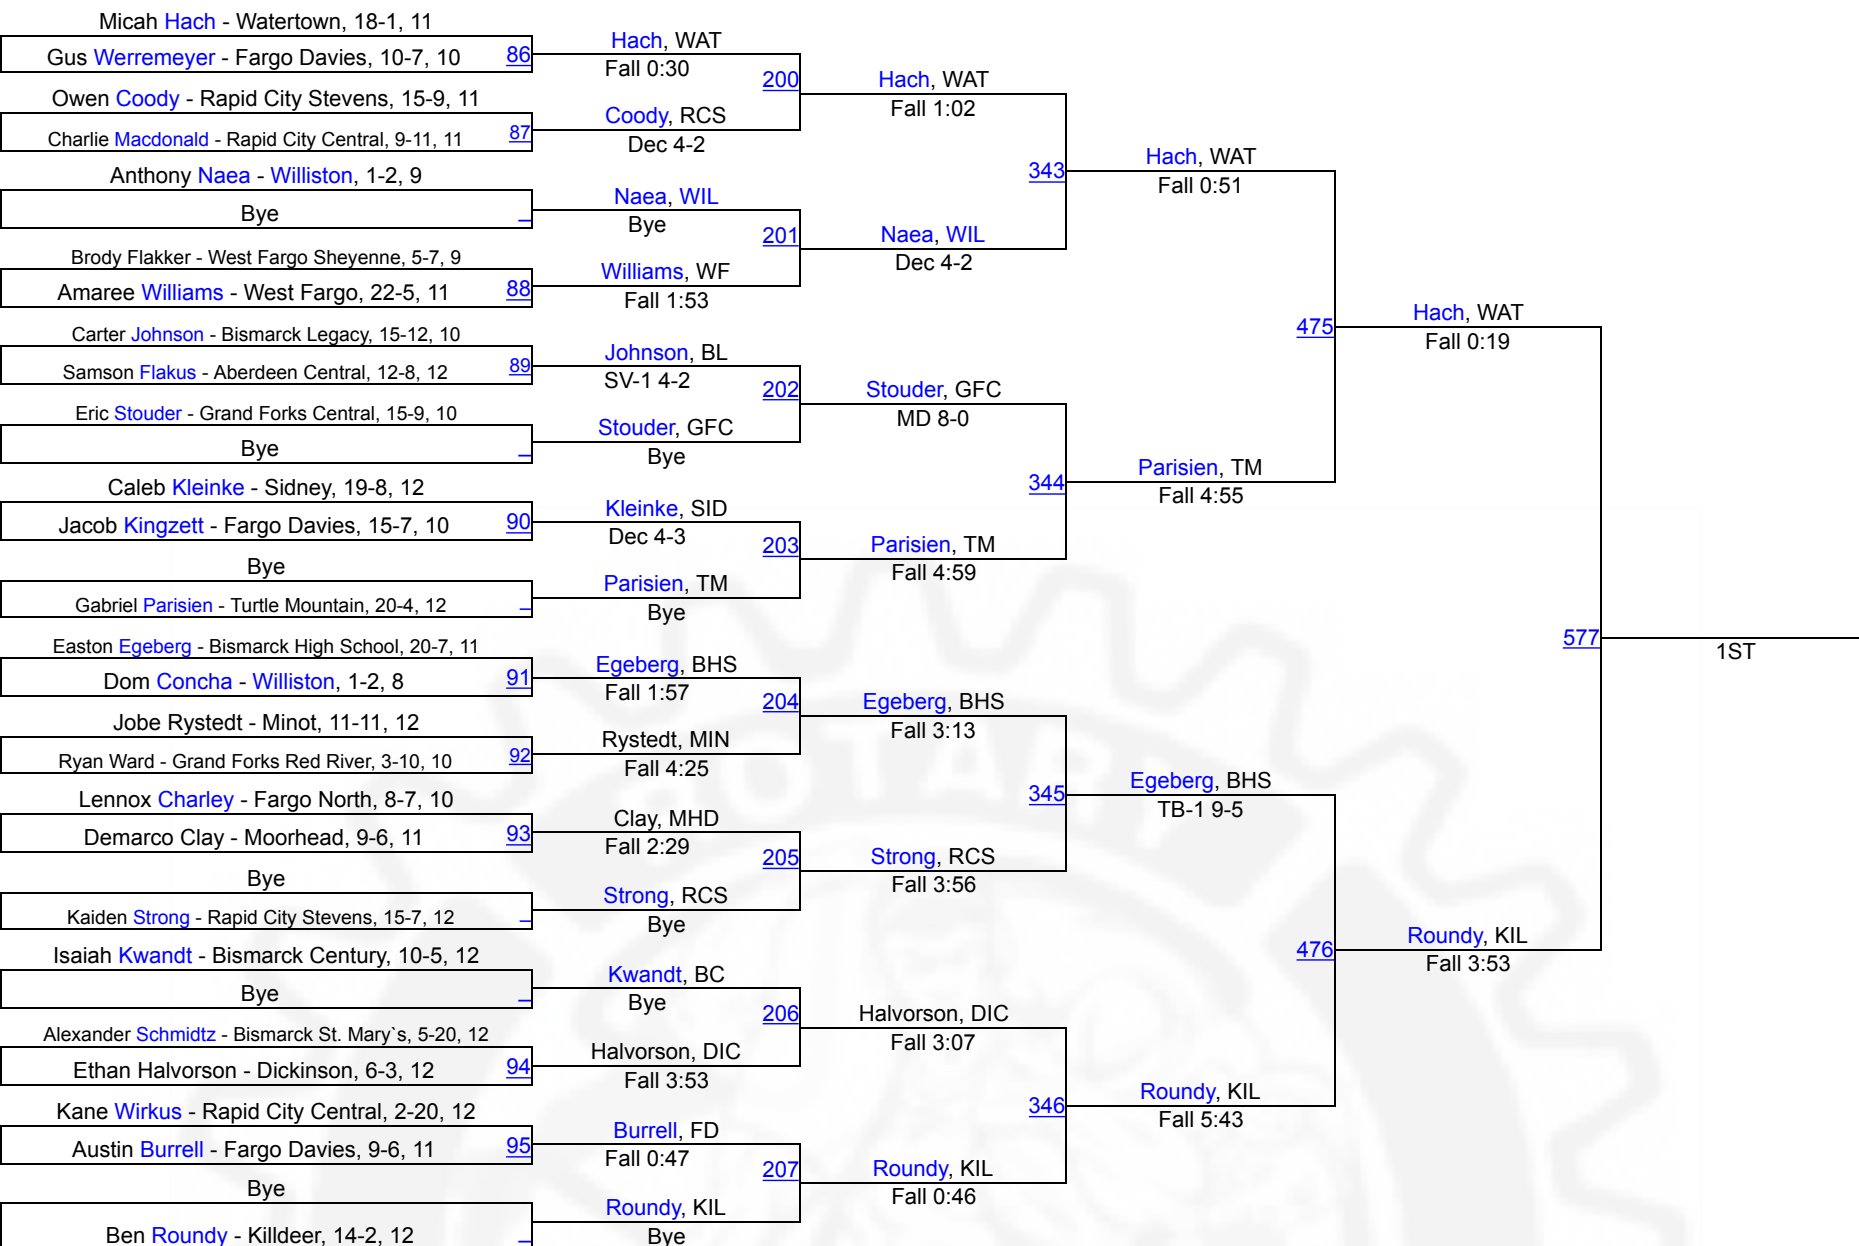 Micah Hach - Watertown, 18-1, 11
Gus Werremeyer - Fargo Davies, 10-7, 10
86
Owen Coody - Rapid City Stevens, 15-9, 11
Charlie Macdonald - Rapid City Central, 9-11, 11
87
Anthony Naea - Williston, 1-2, 9
Bye
Brody Flakker - West Fargo Sheyenne, 5-7, 9
Amaree Williams - West Fargo, 22-5, 11
88
Carter Johnson - Bismarck Legacy, 15-12, 10
Samson Flakus - Aberdeen Central, 12-8, 12
89
Eric Stouder - Grand Forks Central, 15-9, 10
Bye
Caleb Kleinke - Sidney, 19-8, 12
Jacob Kingzett - Fargo Davies, 15-7, 10
90
Bye
Gabriel Parisien - Turtle Mountain, 20-4, 12
Easton Egeberg - Bismarck High School, 20-7, 11
Dom Concha - Williston, 1-2, 8
91
Jobe Rystedt - Minot, 11-11, 12
Ryan Ward - Grand Forks Red River, 3-10, 10
92
Lennox Charley - Fargo North, 8-7, 10
Demarco Clay - Moorhead, 9-6, 11
93
Bye
Kaiden Strong - Rapid City Stevens, 15-7, 12
Isaiah Kwandt - Bismarck Century, 10-5, 12
Bye
Alexander Schmidtz - Bismarck St. Mary`s, 5-20, 12
Ethan Halvorson - Dickinson, 6-3, 12
94
Kane Wirkus - Rapid City Central, 2-20, 12
Austin Burrell - Fargo Davies, 9-6, 11
95
Bye
Ben Roundy - Killdeer, 14-2, 12
Hach, WAT
Fall 0:30
200
Coody, RCS
Dec 4-2
Naea, WIL
Bye
201
Williams, WF
Fall 1:53
Johnson, BL
SV-1 4-2
202
Stouder, GFC
Bye
Kleinke, SID
Dec 4-3
203
Parisien, TM
Bye
Egeberg, BHS
Fall 1:57
204
Rystedt, MIN
Fall 4:25
Clay, MHD
Fall 2:29
205
Strong, RCS
Bye
Kwandt, BC
Bye
206
Halvorson, DIC
Fall 3:53
Burrell, FD
Fall 0:47
207
Roundy, KIL
Bye
Hach, WAT
Fall 1:02
343
Naea, WIL
Dec 4-2
Stouder, GFC
MD 8-0
344
Parisien, TM
Fall 4:59
Egeberg, BHS
Fall 3:13
345
Strong, RCS
Fall 3:56
Halvorson, DIC
Fall 3:07
346
Roundy, KIL
Fall 0:46
Hach, WAT
Fall 0:51
475
Parisien, TM
Fall 4:55
Egeberg, BHS
TB-1 9-5
476
Roundy, KIL
Fall 5:43
Hach, WAT
Fall 0:19
577
Roundy, KIL
Fall 3:53
1ST
OTARY